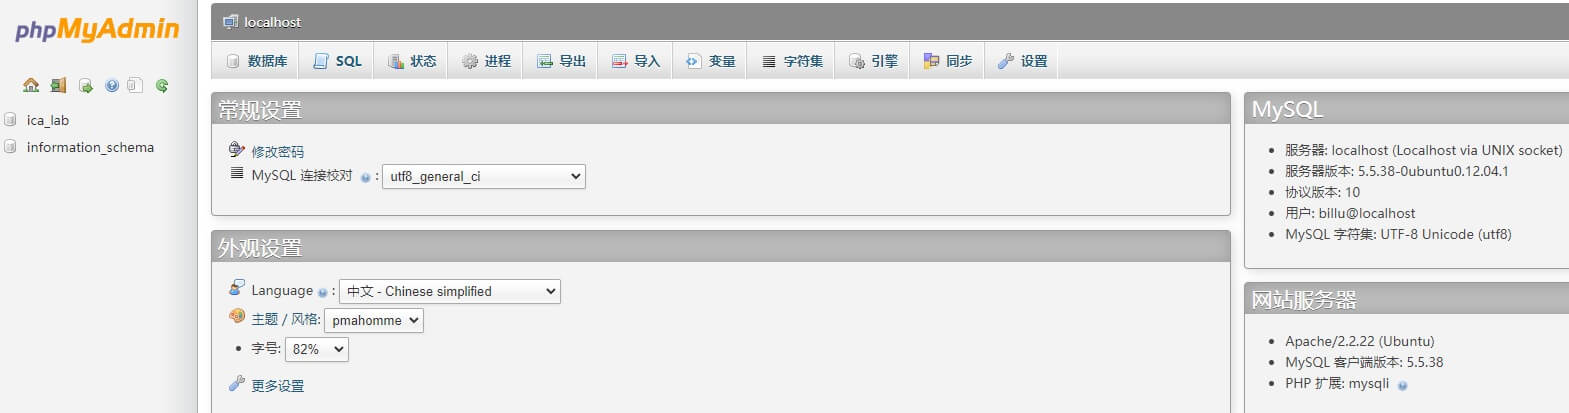 phpMyAdmin
ica_lab
information_schema
localhost
数据库 SQL 状态 进程 导出 导入 变量 字符集 引擎 同步 设置
常规设置
修改密码
MySQL 连接校对 : utf8_general_ci
外观设置
Language : 中文 - Chinese simplified
主题 / 风格: pmahomme
字号: 82%
更多设置
MySQL
服务器: localhost (Localhost via UNIX socket)
服务器版本: 5.5.38-0ubuntu0.12.04.1
协议版本: 10
用户: billu@localhost
MySQL 字符集: UTF-8 Unicode (utf8)
网站服务器
Apache/2.2.22 (Ubuntu)
MySQL 客户端版本: 5.5.38
PHP 扩展: mysqli